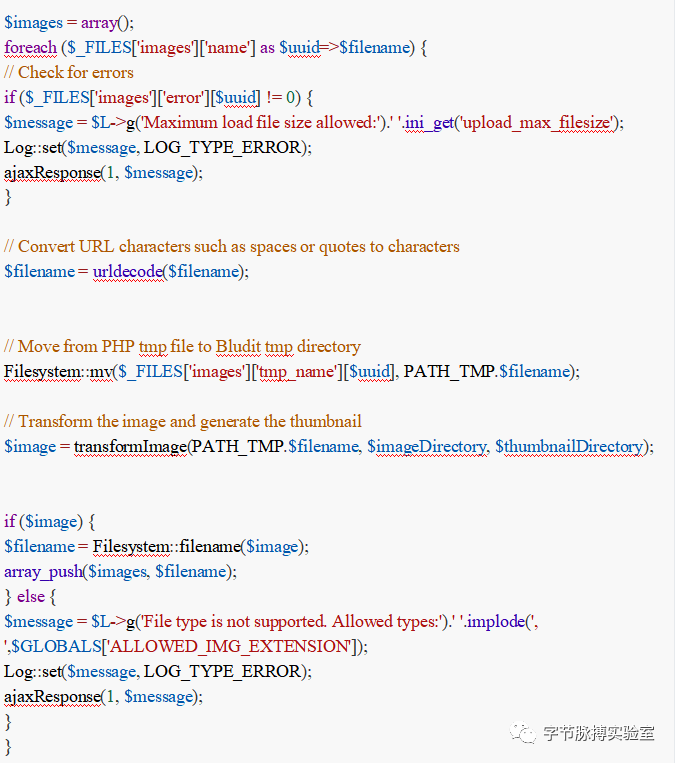 $images = array();
foreach ($_FILES['images']['name'] as $uuid=>$filename) {
// Check for errors
if ($_FILES['images']['error'][$uuid] != 0) {
$message = $L->g('Maximum load file size allowed:').' '.ini_get('upload_max_filesize');
Log::set($message, LOG_TYPE_ERROR);
ajaxResponse(1, $message);
}
// Convert URL characters such as spaces or quotes to characters
$filename = urldecode($filename);
// Move from PHP tmp file to Bludit tmp directory
Filesystem::mv($_FILES['images']['tmp_name'][$uuid], PATH_TMP.$filename);
// Transform the image and generate the thumbnail
$image = transformImage(PATH_TMP.$filename, $imageDirectory, $thumbnailDirectory);
if ($image) {
$filename = Filesystem::filename($image);
array_push($images, $filename);
} else {
$message = $L->g('File type is not supported. Allowed types:').' '.implode(',
',$GLOBALS['ALLOWED_IMG_EXTENSION']);
Log::set($message, LOG_TYPE_ERROR);
ajaxResponse(1, $message);
}
}
字节脉搏实验室